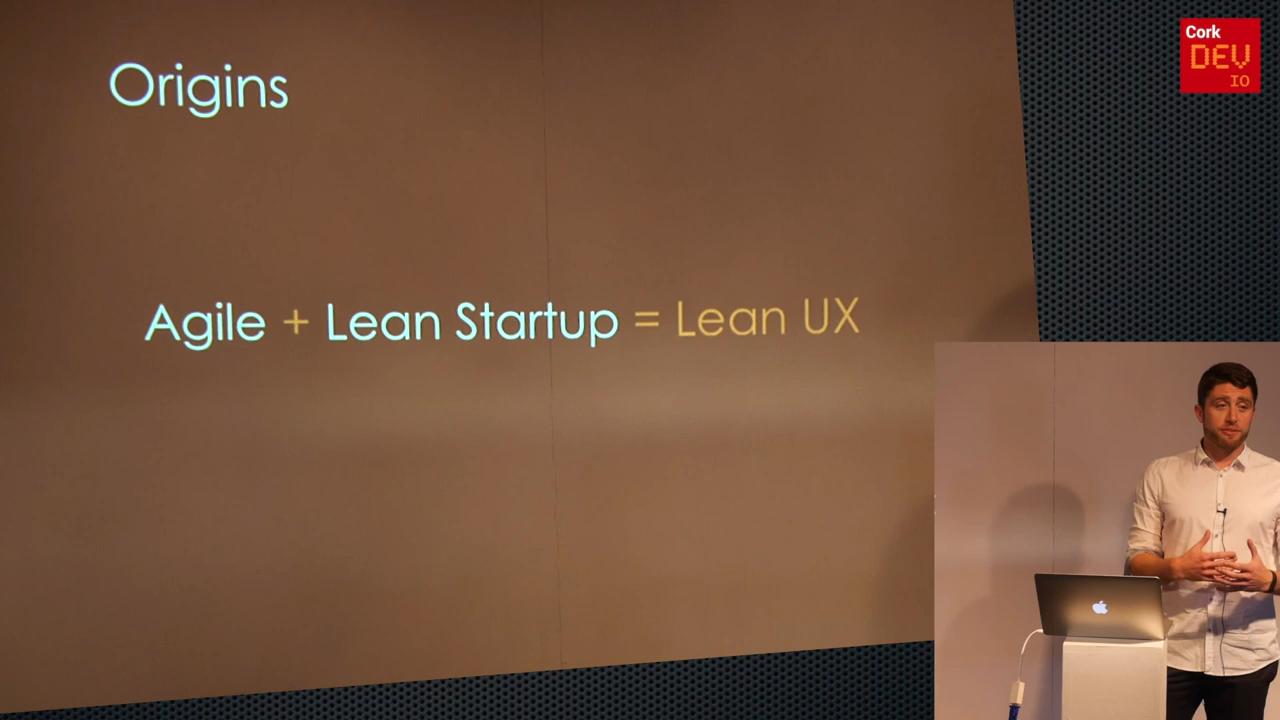 Origins
Agile + Lean Startup = Lean UX
Cork
DEV
IO